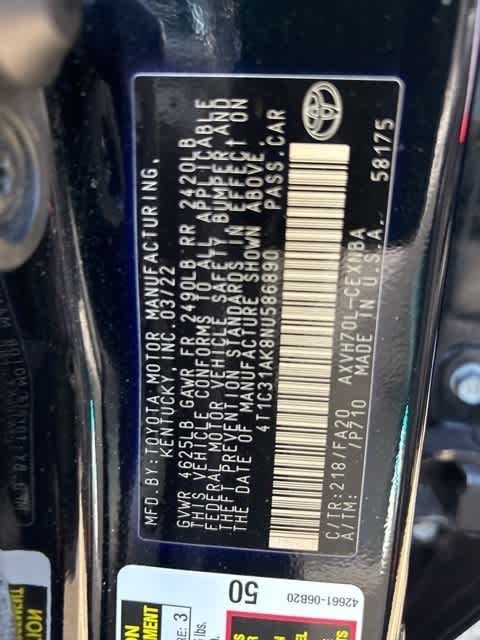 MFD.BY:TOYOTA MOTOR MANUFACTURING,
KENTUCKY,INC. 03/22
GVWR 4625LB GAWR FR 2490LB RR 2420LB
THIS VEHICLE CONFORMS TO ALL APPLICABLE
FEDERAL MOTOR VEHICLE SAFETY, BUMPER AND
THEFT PREVENTION STANDARDS IN EFFECT ON
THE DATE OF MANUFACTURE SHOWN ABOVE.
4T1C31AK8NU586890 PASS.CAR
C/TR:218/FA20 AXVH70L-CEXNBA
A/TM: /P710 MADE IN U.S.A.
58175
50
42661-06B20